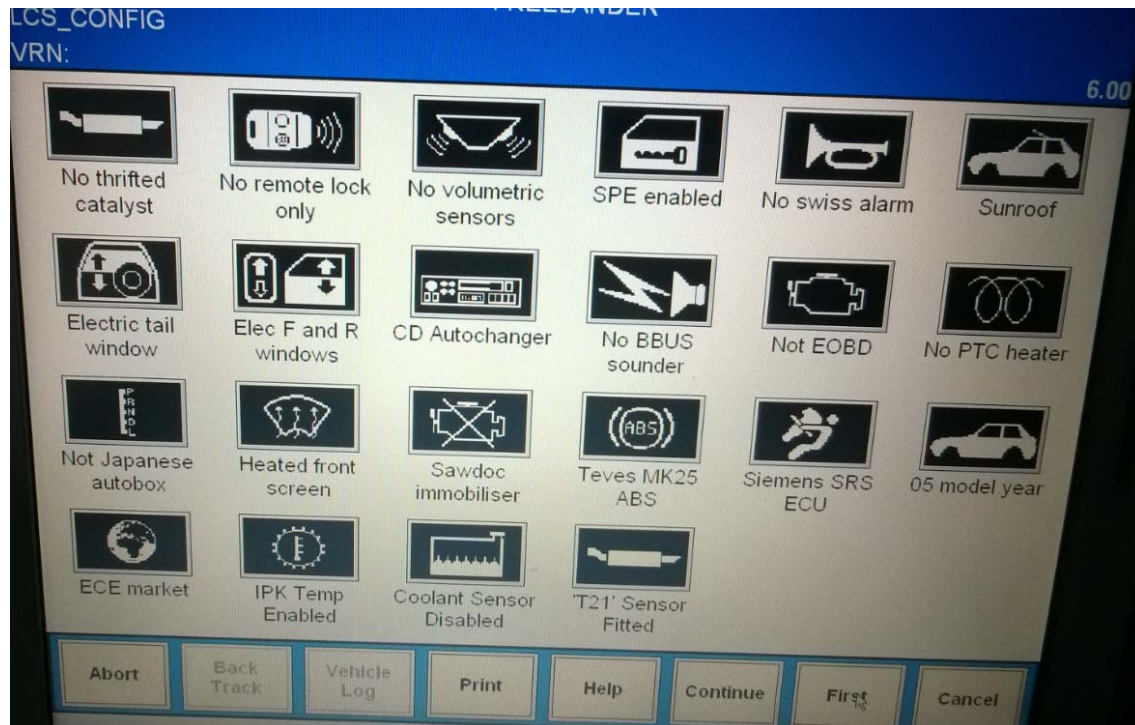 LCS_CONFIG
FREELANDER
VRN:
6.00
No thrifted
catalyst
No remote lock
only
No volumetric
sensors
SPE enabled
No swiss alarm
Sunroof
Electric tail
window
Elec F and R
windows
CD Autochanger
No BBUS
sounder
Not EOBD
No PTC heater
P
R
N
D
L
Not Japanese
autobox
Heated front
screen
Sawdoc
immobiliser
ABS
Teves MK25
ABS
Siemens SRS
ECU
05 model year
ECE market
IPK Temp
Enabled
Coolant Sensor
Disabled
'T21' Sensor
Fitted
Abort
Back
Track
Vehicle
Log
Print
Help
Continue
First
Cancel